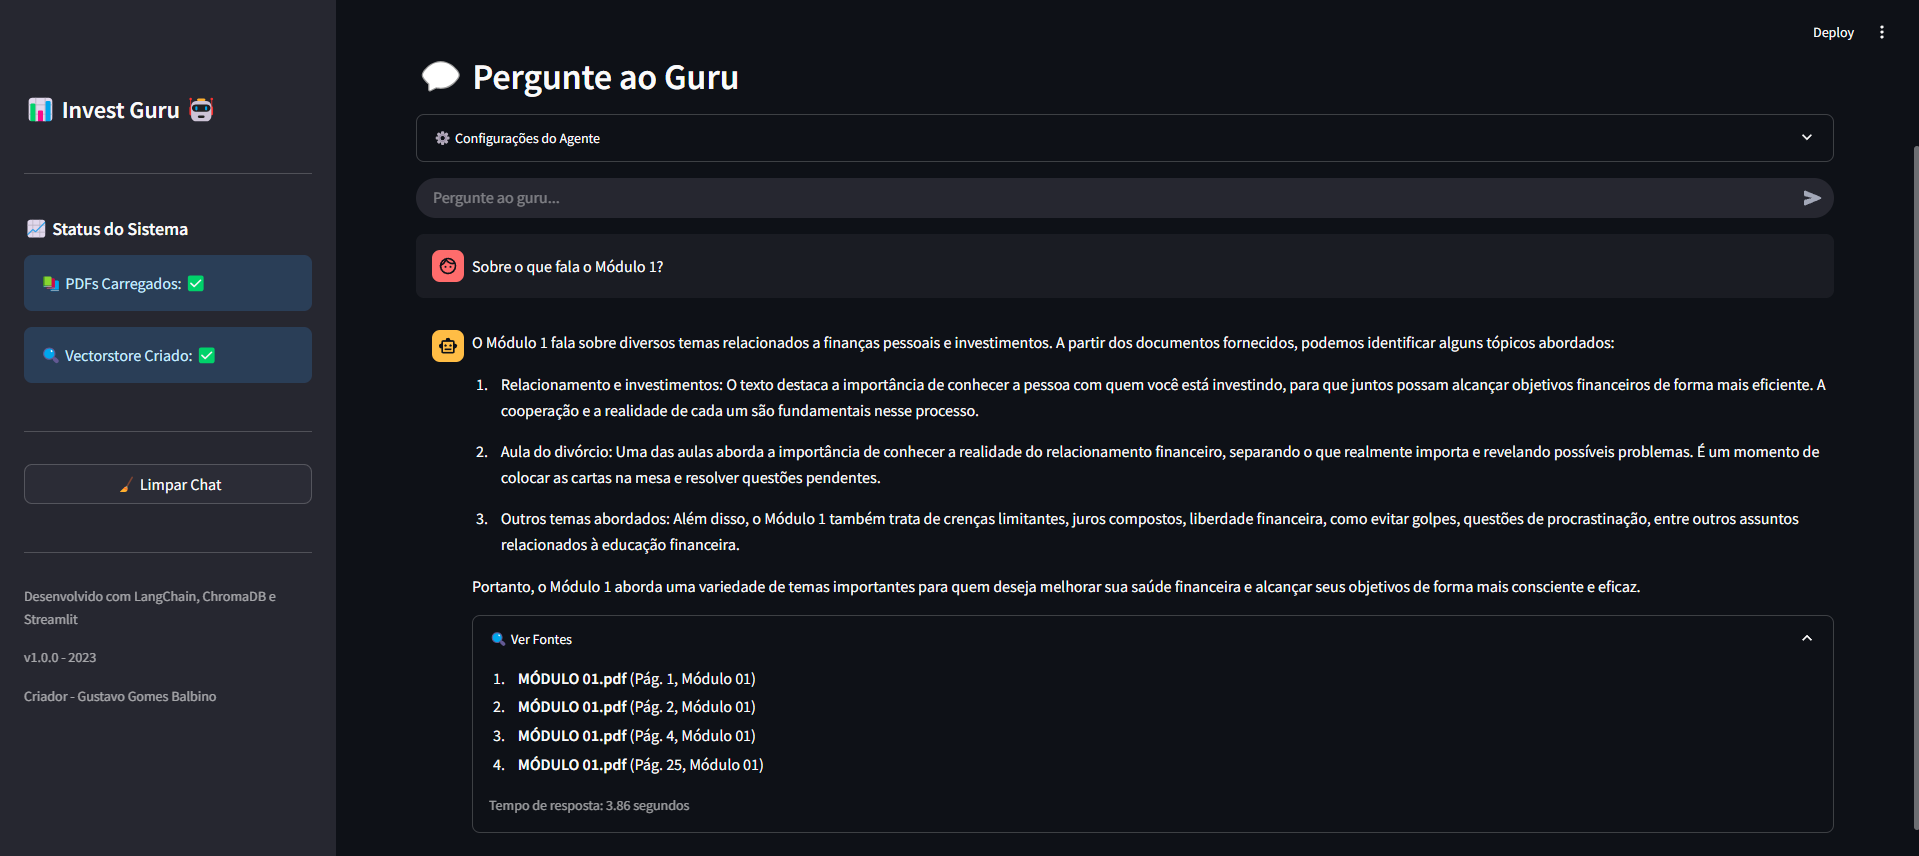 Deploy
Invest Guru
Status do Sistema
PDFs Carregados:
Vectorstore Criado:
Limpar Chat
Desenvolvido com LangChain, ChromaDB e
Streamlit
v1.0.0 - 2023
Criador - Gustavo Gomes Balbino
Pergunte ao Guru
Configurações do Agente
Pergunte ao guru...
Sobre o que fala o Módulo 1?
O Módulo 1 fala sobre diversos temas relacionados a finanças pessoais e investimentos. A partir dos documentos fornecidos, podemos identificar alguns tópicos abordados:
1. Relacionamento e investimentos: O texto destaca a importância de conhecer a pessoa com quem você está investindo, para que juntos possam alcançar objetivos financeiros de forma mais eficiente. A
cooperação e a realidade de cada um são fundamentais nesse processo.
2. Aula do divórcio: Uma das aulas aborda a importância de conhecer a realidade do relacionamento financeiro, separando o que realmente importa e revelando possíveis problemas. É um momento de
colocar as cartas na mesa e resolver questões pendentes.
3. Outros temas abordados: Além disso, o Módulo 1 também trata de crenças limitantes, juros compostos, liberdade financeira, como evitar golpes, questões de procrastinação, entre outros assuntos
relacionados à educação financeira.
Portanto, o Módulo 1 aborda uma variedade de temas importantes para quem deseja melhorar sua saúde financeira e alcançar seus objetivos de forma mais consciente e eficaz.
Ver Fontes
1. MÓDULO 01.pdf (Pág. 1, Módulo 01)
2. MÓDULO 01.pdf (Pág. 2, Módulo 01)
3. MÓDULO 01.pdf (Pág. 4, Módulo 01)
4. MÓDULO 01.pdf (Pág. 25, Módulo 01)
Tempo de resposta: 3.86 segundos